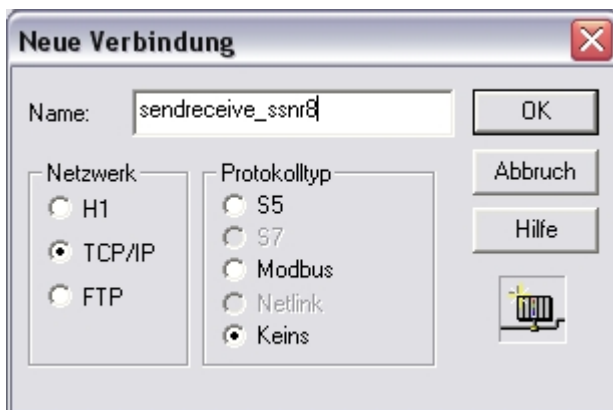 Neue Verbindung
Name: sendreceive_ssnr8
OK
Abbruch
Hilfe
Netzwerk
H1
TCP/IP
FTP
Protokolltyp
S5
S7
Modbus
Netlink
Keins